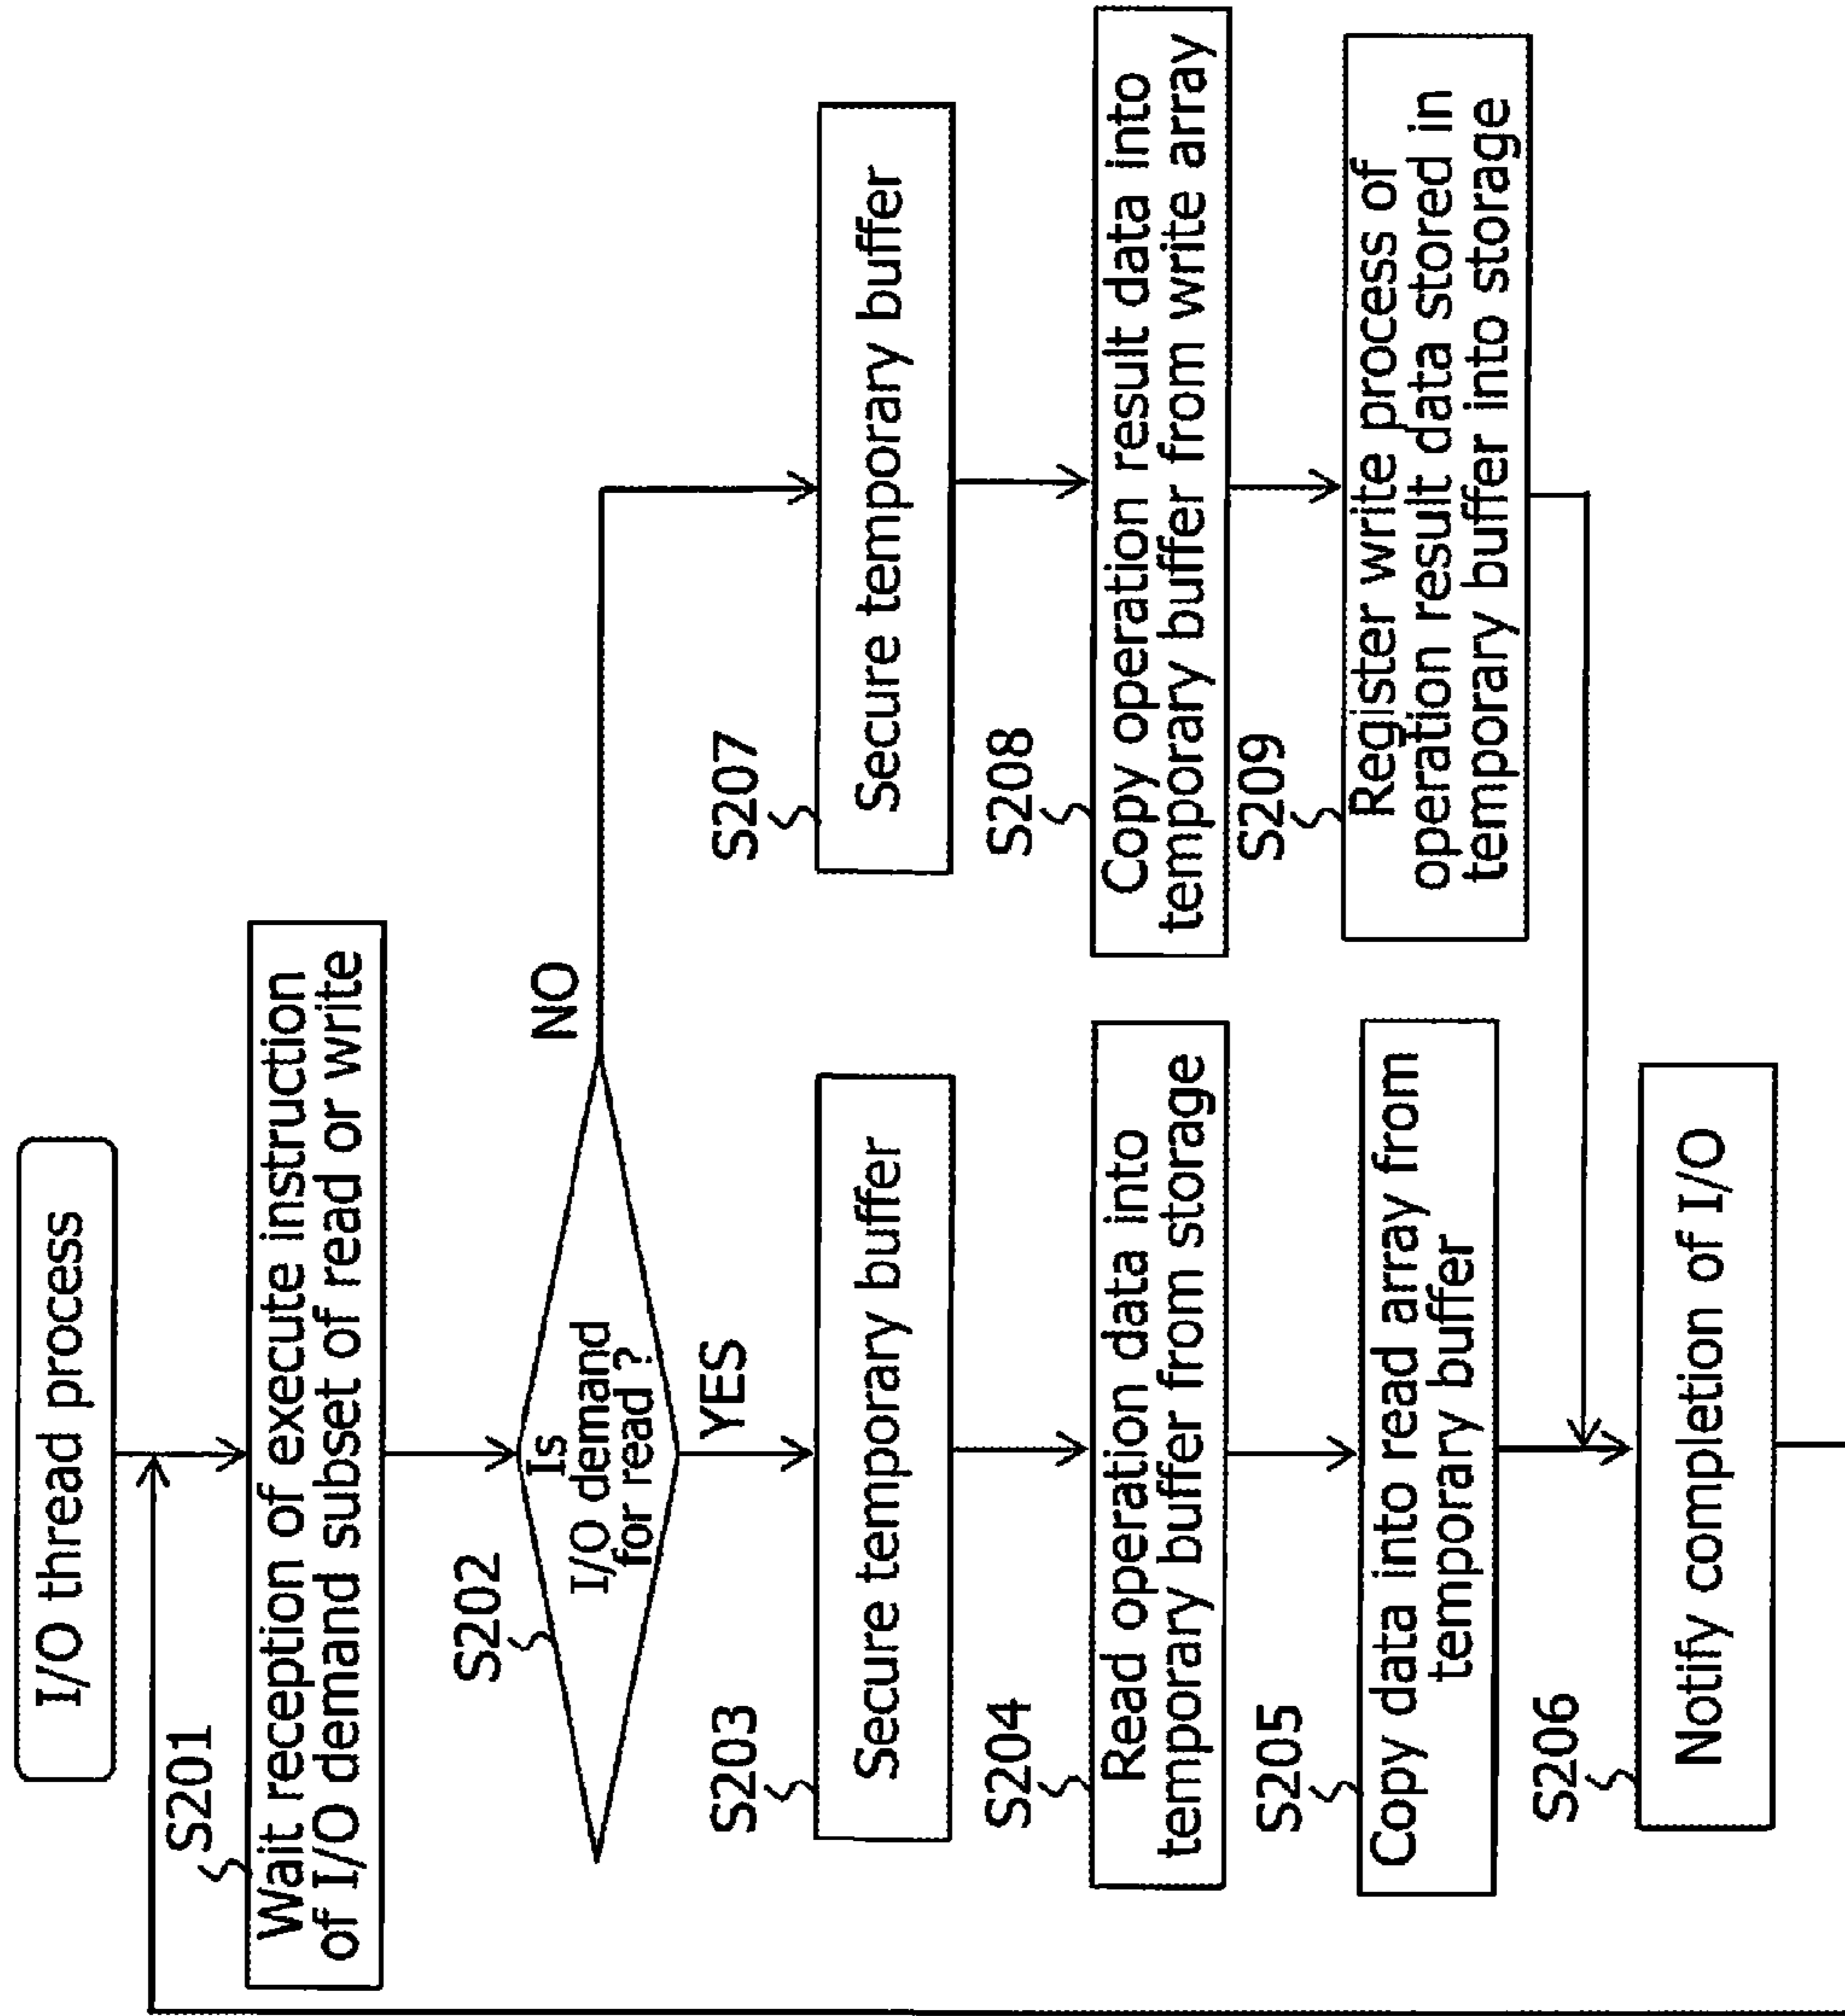 I/O thread process
S201
Wait reception of execute instruction
of I/O demand subset of read or write
S202
Is
I/O demand
for read ?
NO
YES
S203
Secure temporary buffer
S204
Read operation data into
temporary buffer from storage
S205
Copy data into read array from
temporary buffer
S206
Notify completion of I/O
S207
Secure temporary buffer
S208
Copy operation result data into
temporary buffer from write array
S209
Register write process of
operation result data stored in
temporary buffer into storage